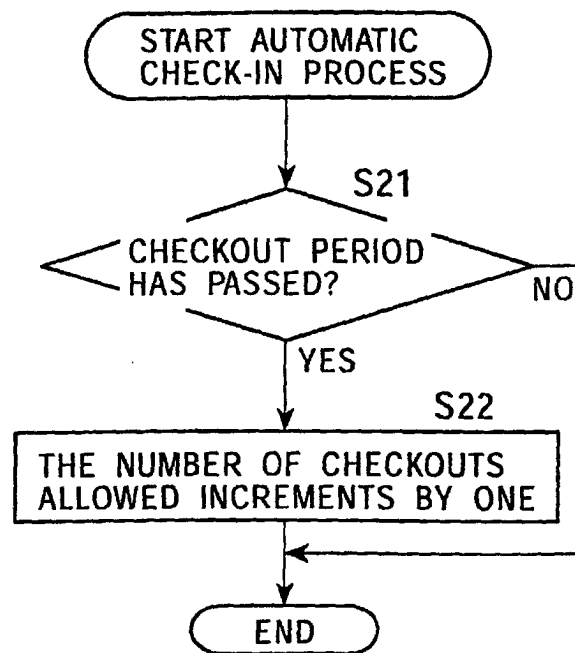 START AUTOMATIC
CHECK-IN PROCESS
S21
CHECKOUT PERIOD
HAS PASSED?
NO
YES
S22
THE NUMBER OF CHECKOUTS
ALLOWED INCREMENTS BY ONE
END